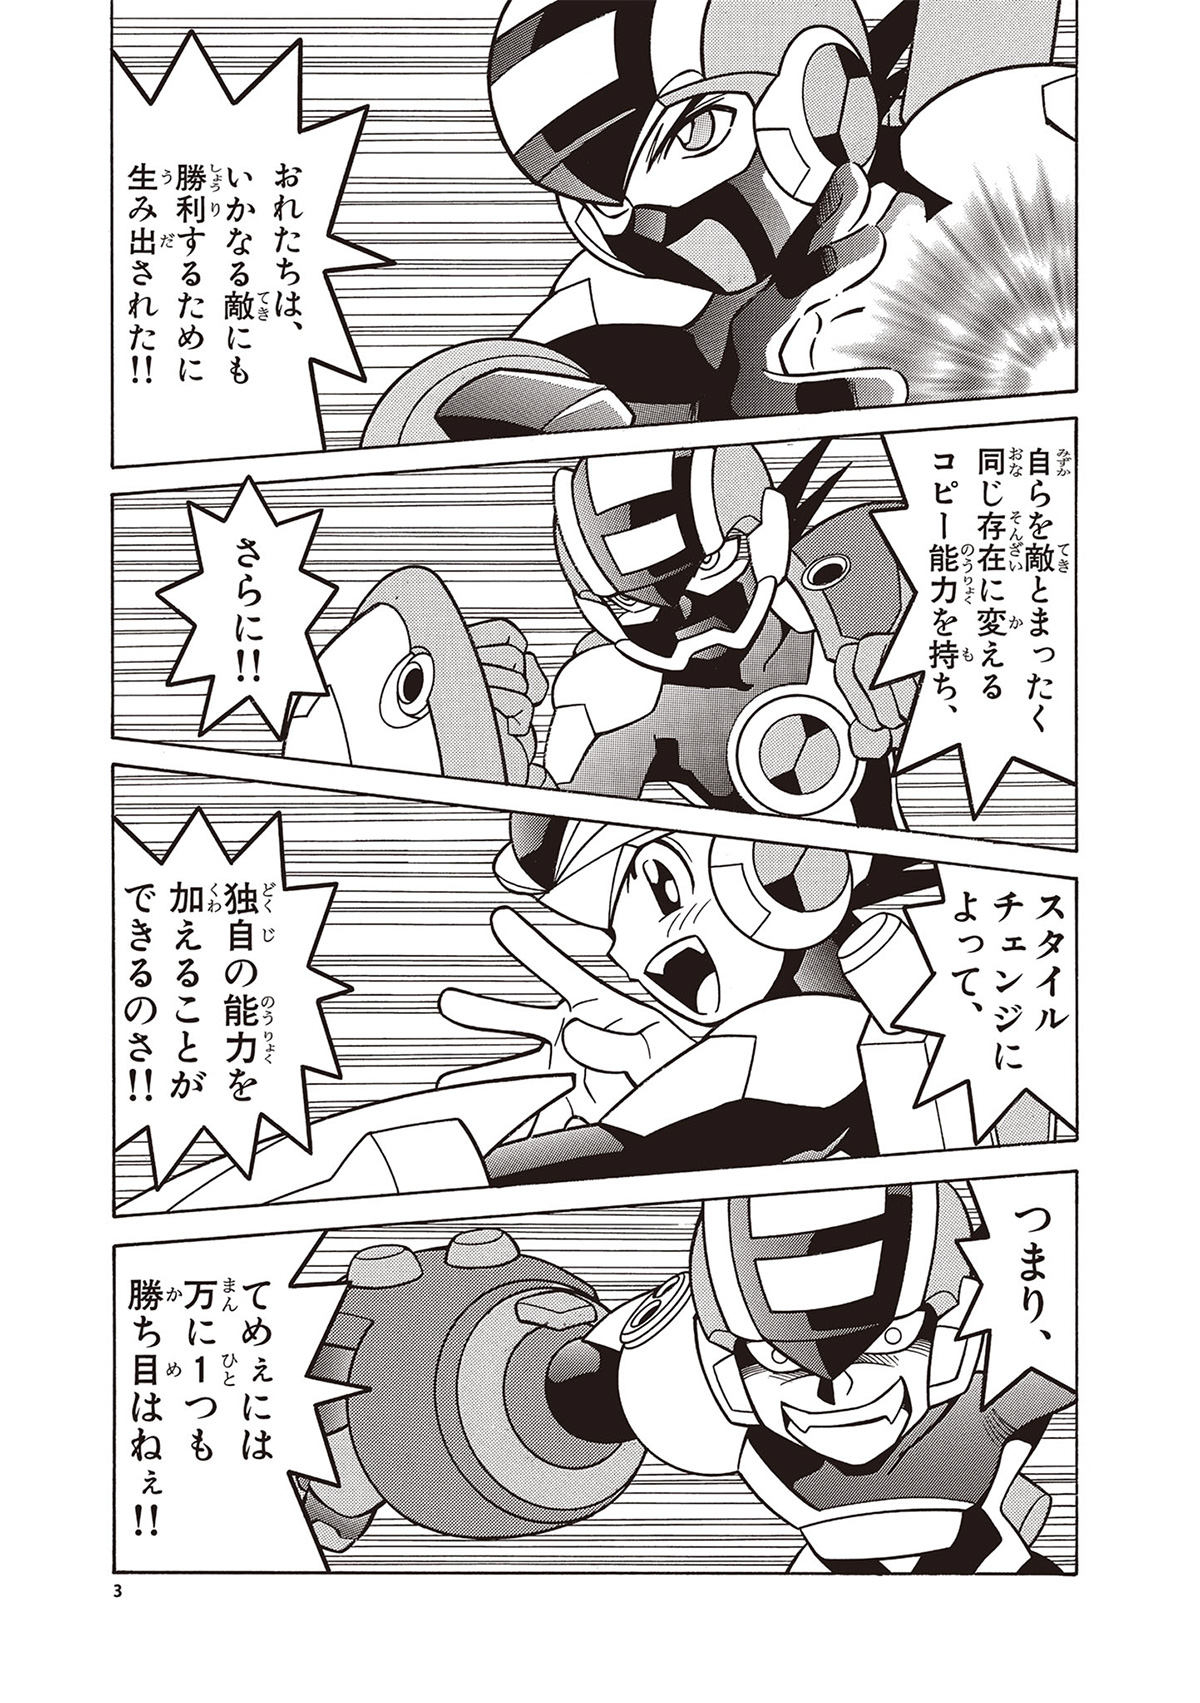 おれたちは、
いかなる敵にも
勝利するために
生み出された!!
自らを敵とまったく
同じ存在に変える
コピー能力を持ち、
さらに!!
スタイル
チェンジに
よって、
独自の能力を
加えることが
できるのさ!!
つまり、
てめぇには
万に1つも
勝ち目はねぇ!!
3